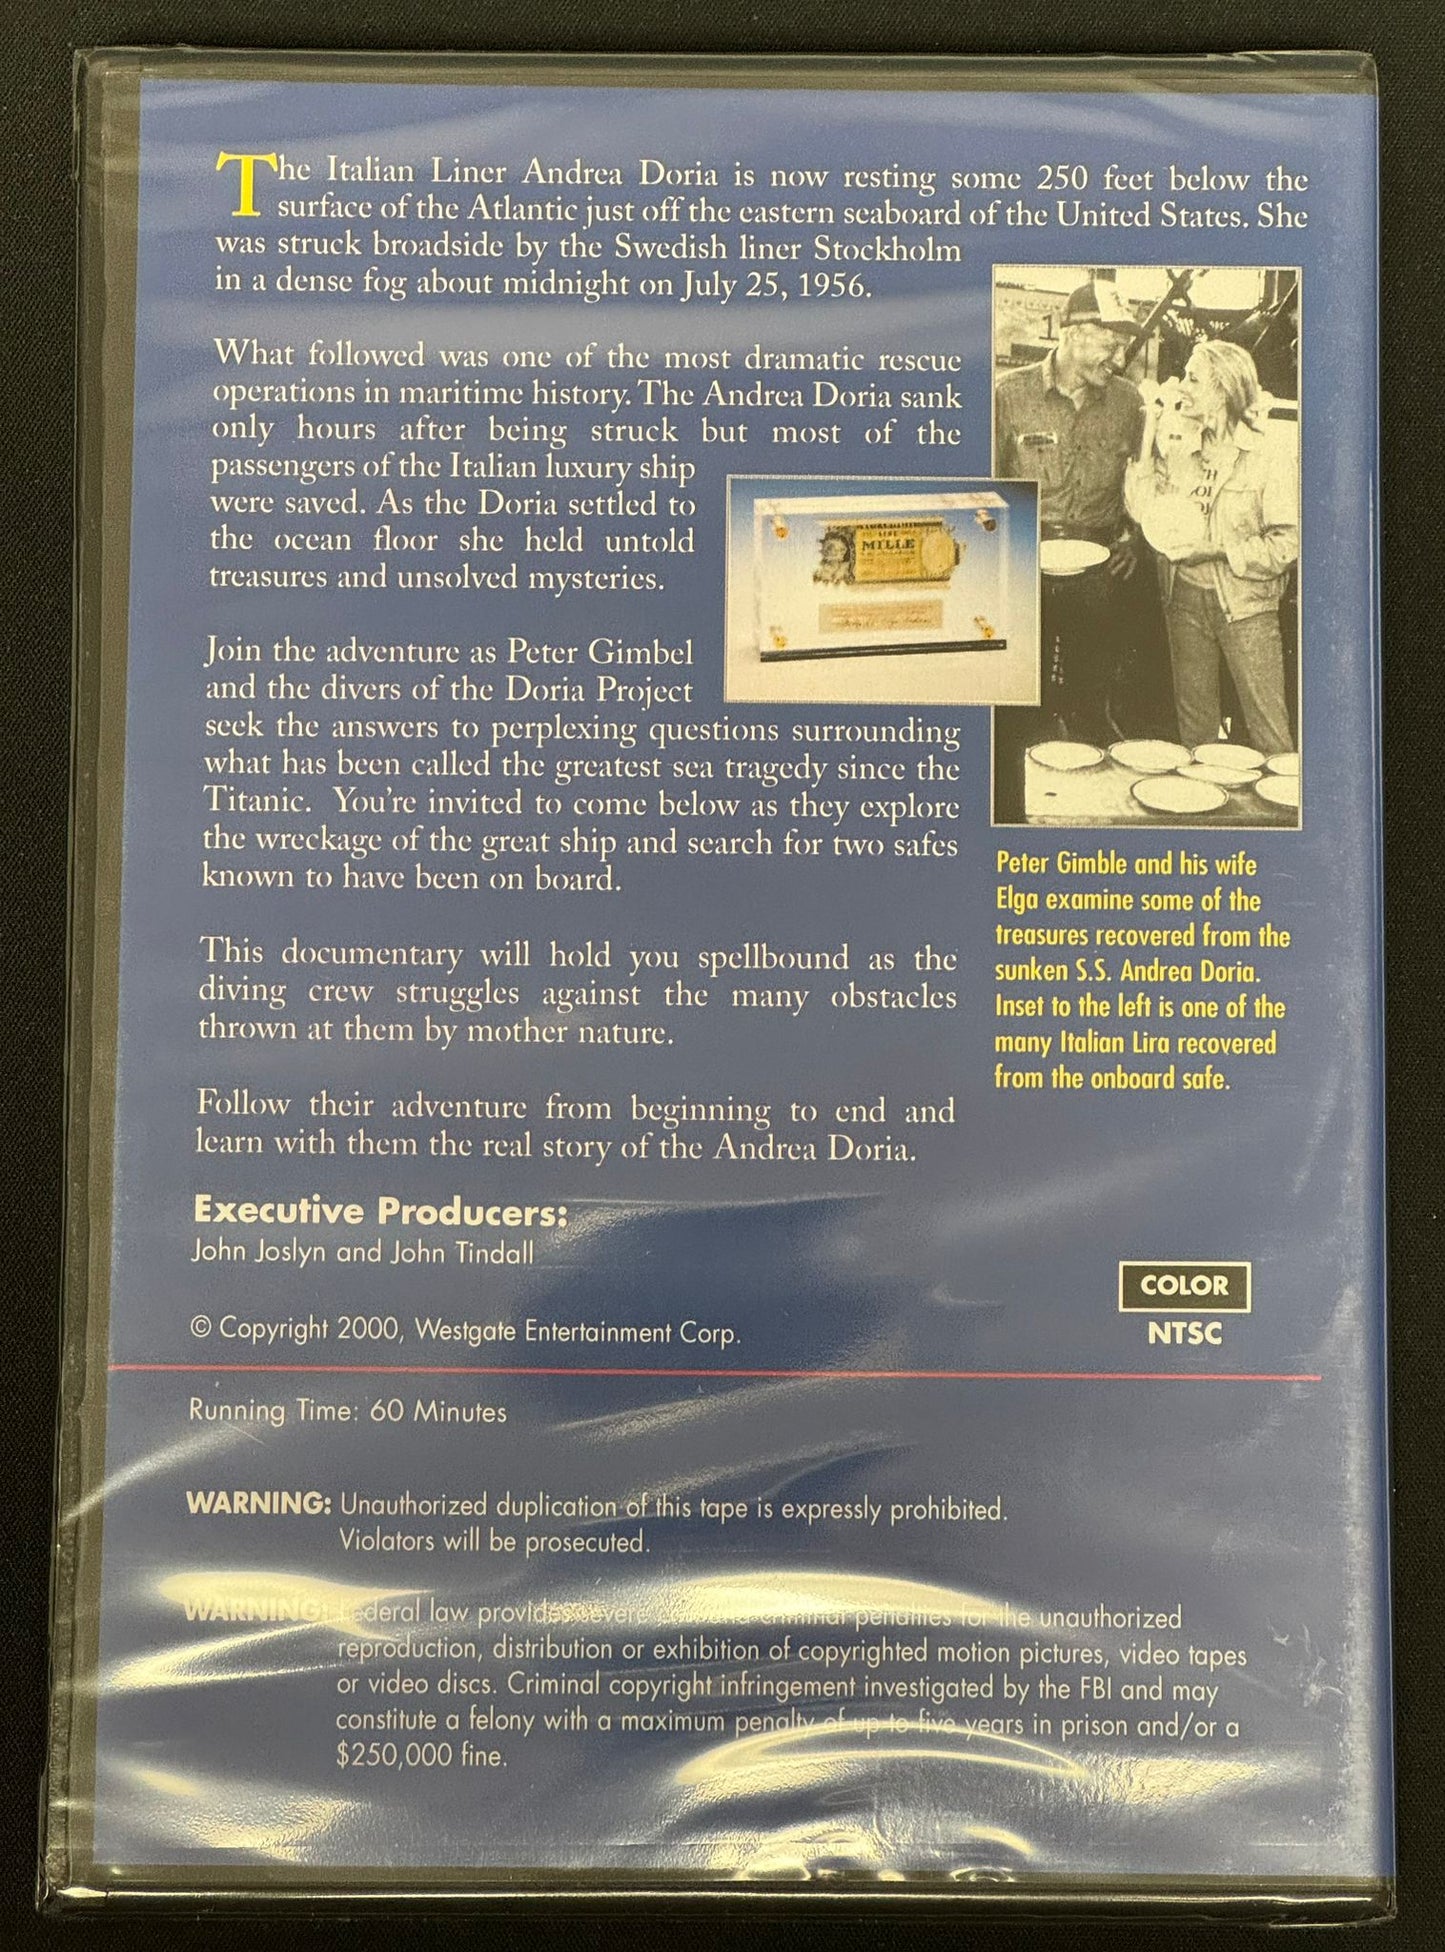 The Italian Liner Andrea Doria is now resting some 250 feet below the
surface of the Atlantic just off the eastern seaboard of the United States. She
was struck broadside by the Swedish liner Stockholm
in a dense fog about midnight on July 25, 1956.
What followed was one of the most dramatic rescue
operations in maritime history. The Andrea Doria sank
only hours after being struck but most of the
passengers of the Italian luxury ship
were saved. As the Doria settled to
the ocean floor she held untold
treasures and unsolved mysteries.
MILLE
Join the adventure as Peter Gimbel
and the divers of the Doria Project
seek the answers to perplexing questions surrounding
what has been called the greatest sea tragedy since the
Titanic. You're invited to come below as they explore
the wreckage of the great ship and search for two safes
known to have been on board.
This documentary will hold you spellbound as the
diving crew struggles against the many obstacles
thrown at them by mother nature.
Follow their adventure from beginning to end and
learn with them the real story of the Andrea Doria.
Peter Gimble and his wife
Elga examine some of the
treasures recovered from the
sunken S.S. Andrea Doria.
Inset to the left is one of the
many Italian Lira recovered
from the onboard safe.
Executive Producers:
John Joslyn and John Tindall
© Copyright 2000, Westgate Entertainment Corp.
COLOR
NTSC
Running Time: 60 Minutes
WARNING: Unauthorized duplication of this tape is expressly prohibited.
Violators will be prosecuted.
WARNING: Federal law provides severe criminal penalties for the unauthorized
reproduction, distribution or exhibition of copyrighted motion pictures, video tapes
or video discs. Criminal copyright infringement investigated by the FBI and may
constitute a felony with a maximum penalty of up to five years in prison and/or a
$250,000 fine.